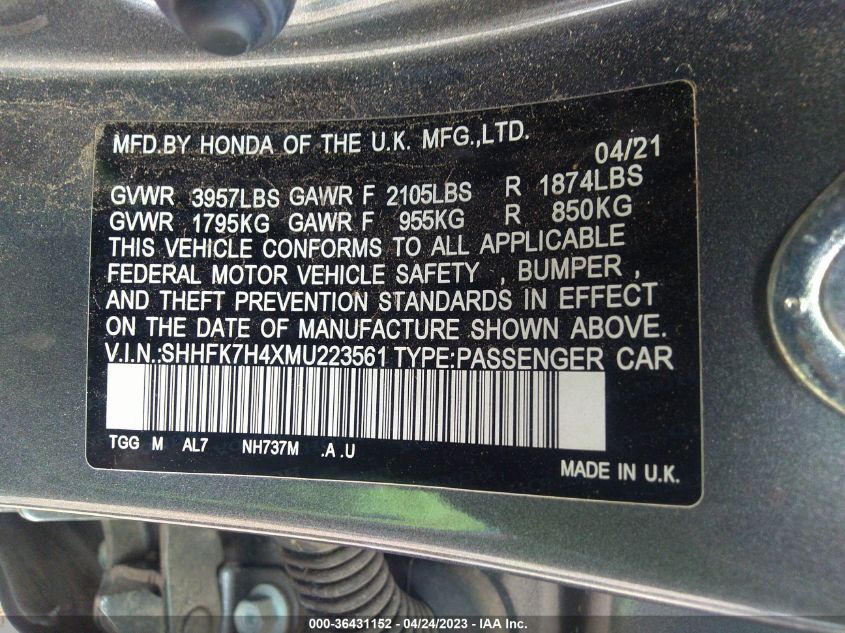 MFD.BY HONDA OF THE U.K. MFG.,LTD. 04/21
GVWR 3957LBS GAWR F 2105LBS R 1874LBS
GVWR 1795KG GAWR F 955KG R 850KG
THIS VEHICLE CONFORMS TO ALL APPLICABLE
FEDERAL MOTOR VEHICLE SAFETY , BUMPER ,
AND THEFT PREVENTION STANDARDS IN EFFECT
ON THE DATE OF MANUFACTURE SHOWN ABOVE.
V.I.N.:SHHFK7H4XMU223561 TYPE:PASSENGER CAR
TGG M AL7 NH737M .A .U
MADE IN U.K.
000-36431152 - 04/24/2023 - IAA Inc.